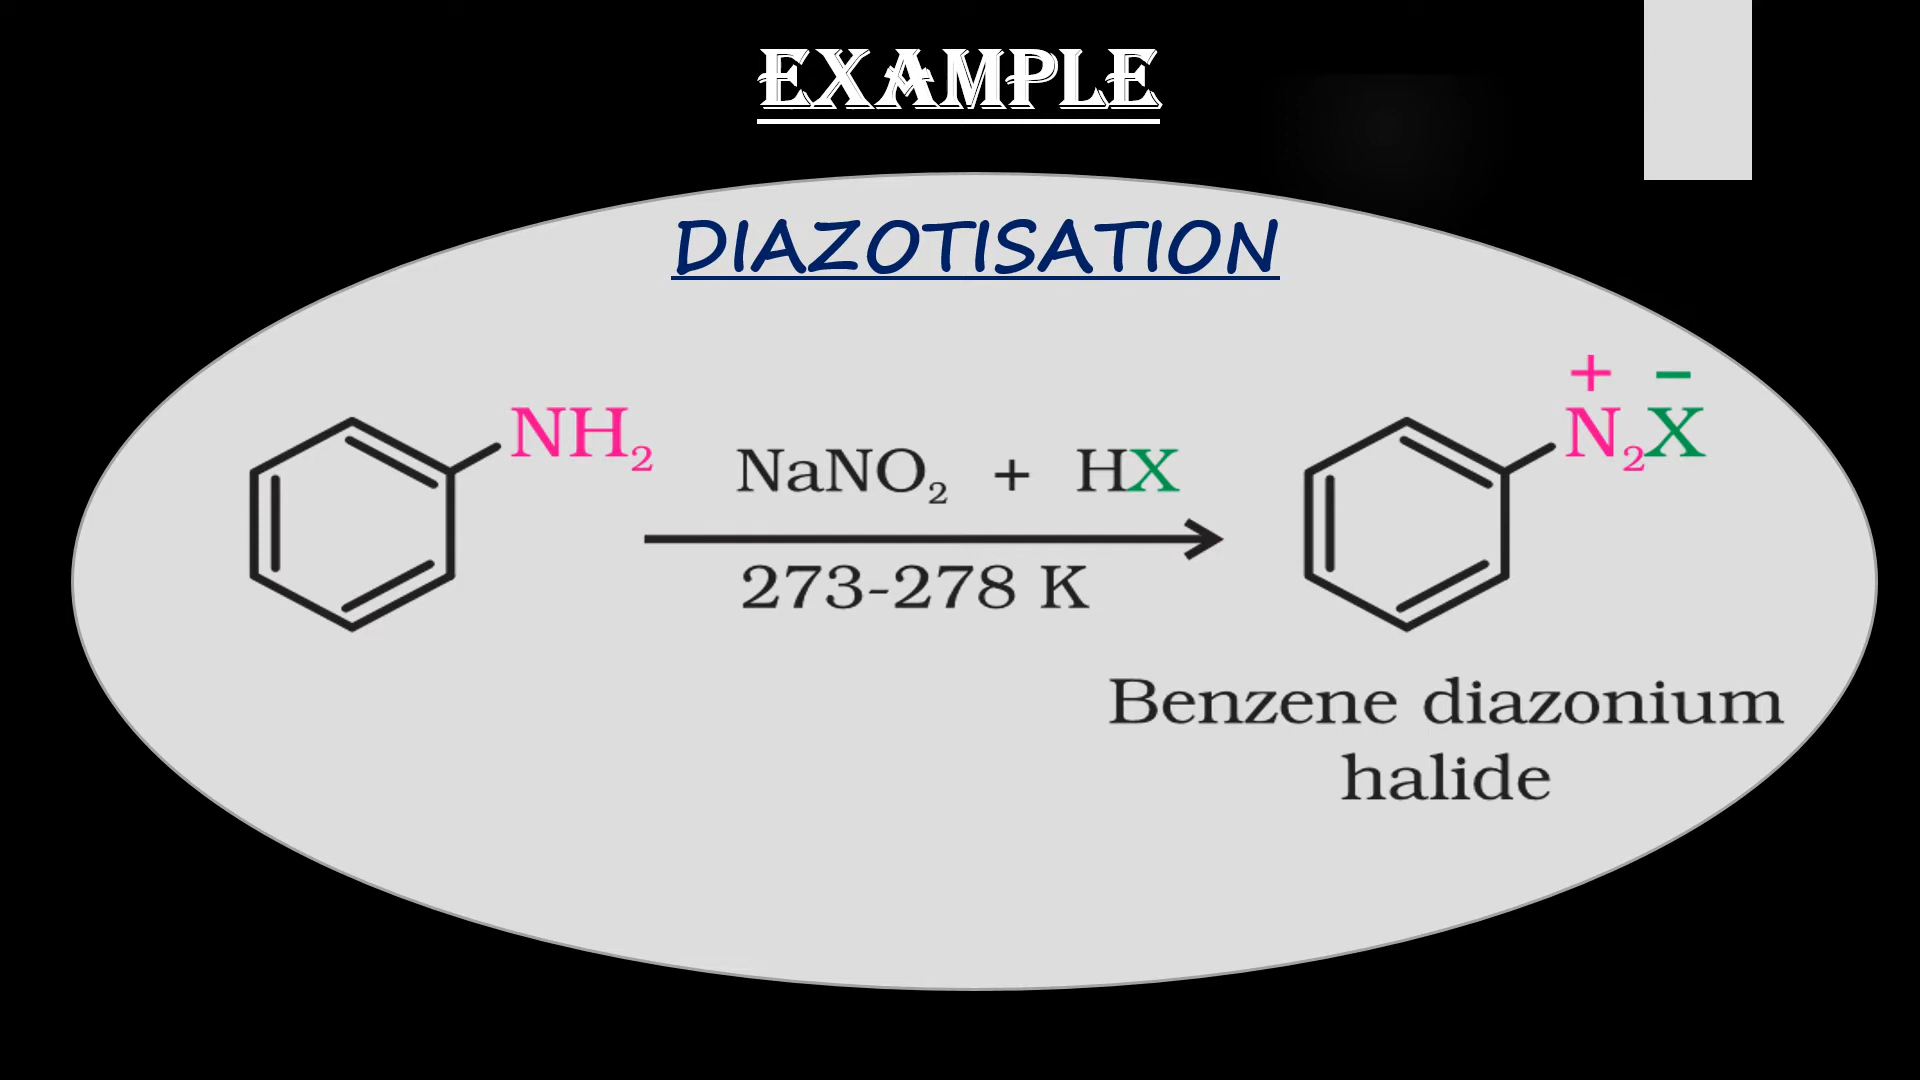 EXAMPLE
DIAZOTISATION
NH₂
NaNO₂ + HX
273-278 K
+ −
N₂X
Benzene diazonium
halide